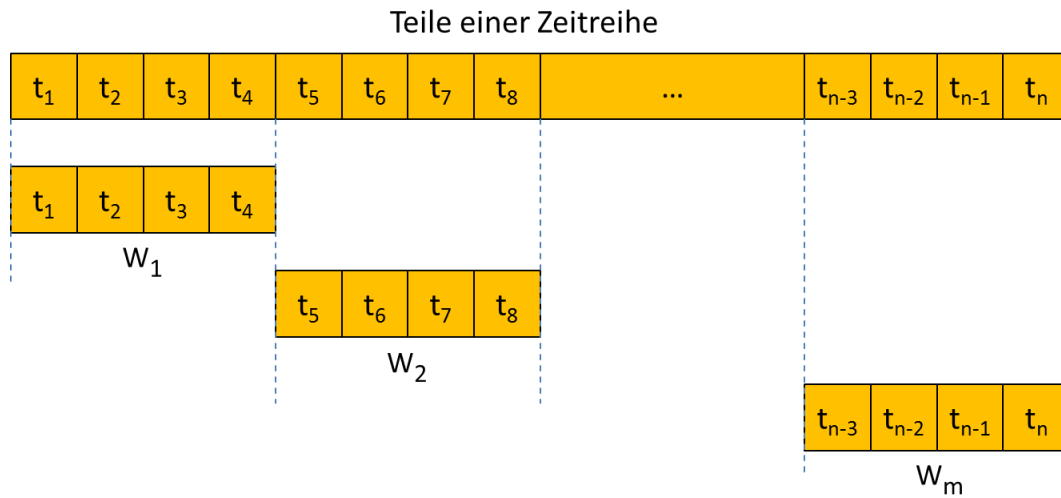 Teile einer Zeitreihe
t₁ t₂ t₃ t₄ t₅ t₆ t₇ t₈ ... tₙ₋₃ tₙ₋₂ tₙ₋₁ tₙ
t₁ t₂ t₃ t₄
W₁
t₅ t₆ t₇ t₈
W₂
tₙ₋₃ tₙ₋₂ tₙ₋₁ tₙ
Wₘ